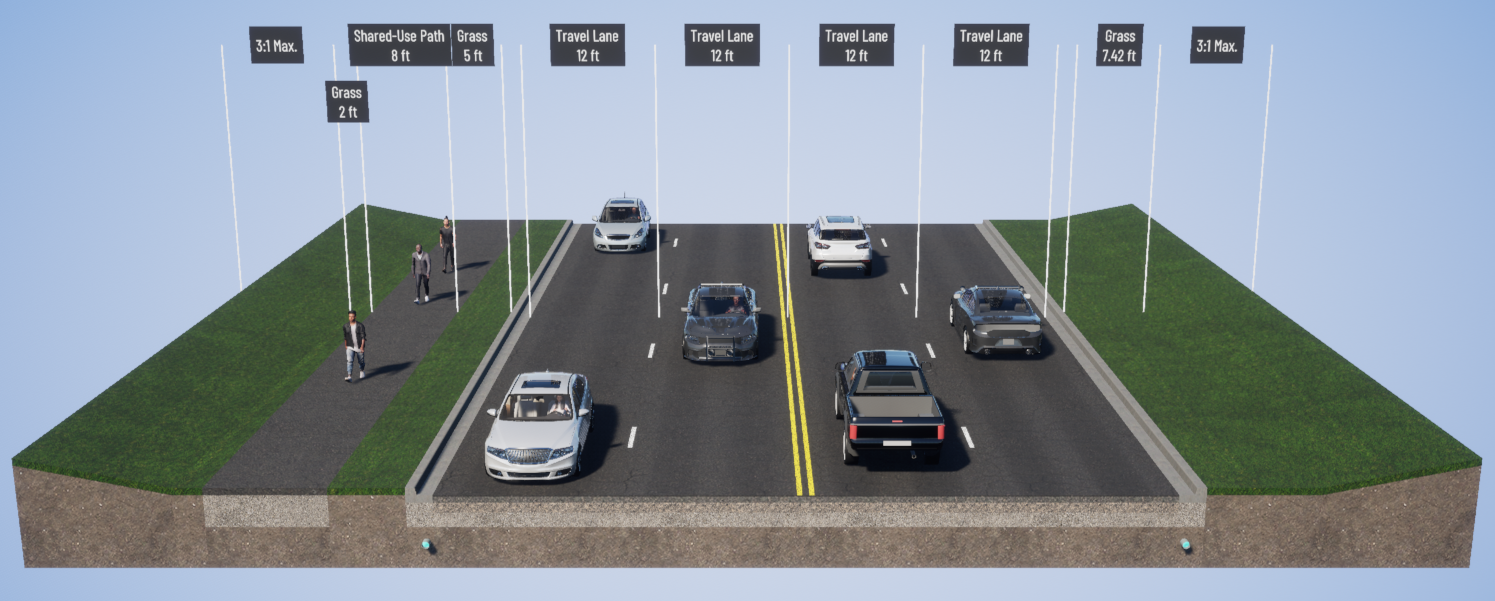 3:1 Max.
Shared-Use Path
8 ft
Grass
5 ft
Travel Lane
12 ft
Travel Lane
12 ft
Travel Lane
12 ft
Travel Lane
12 ft
Grass
7.42 ft
3:1 Max.
Grass
2 ft